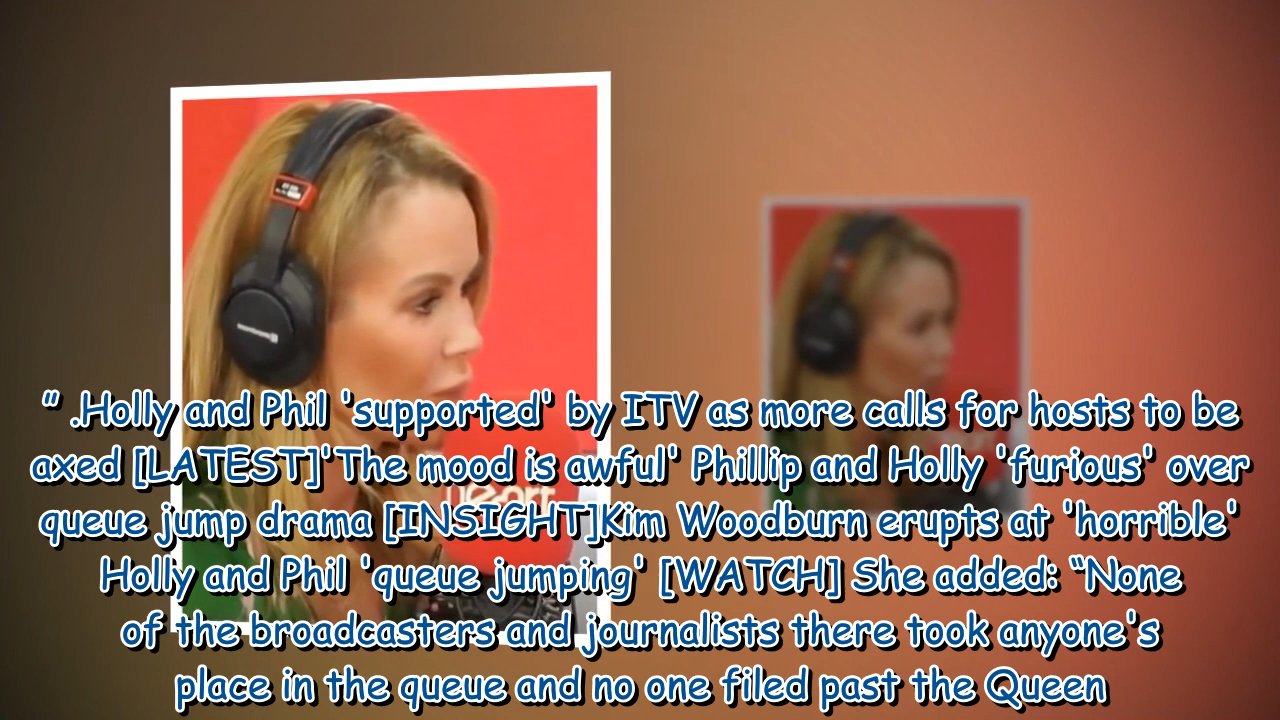 ” .Holly and Phil 'supported' by ITV as more calls for hosts to be
axed [LATEST]'The mood is awful' Phillip and Holly 'furious' over
queue jump drama [INSIGHT]Kim Woodburn erupts at 'horrible'
Holly and Phil 'queue jumping' [WATCH] She added: “None
of the broadcasters and journalists there took anyone's
place in the queue and no one filed past the Queen
heart